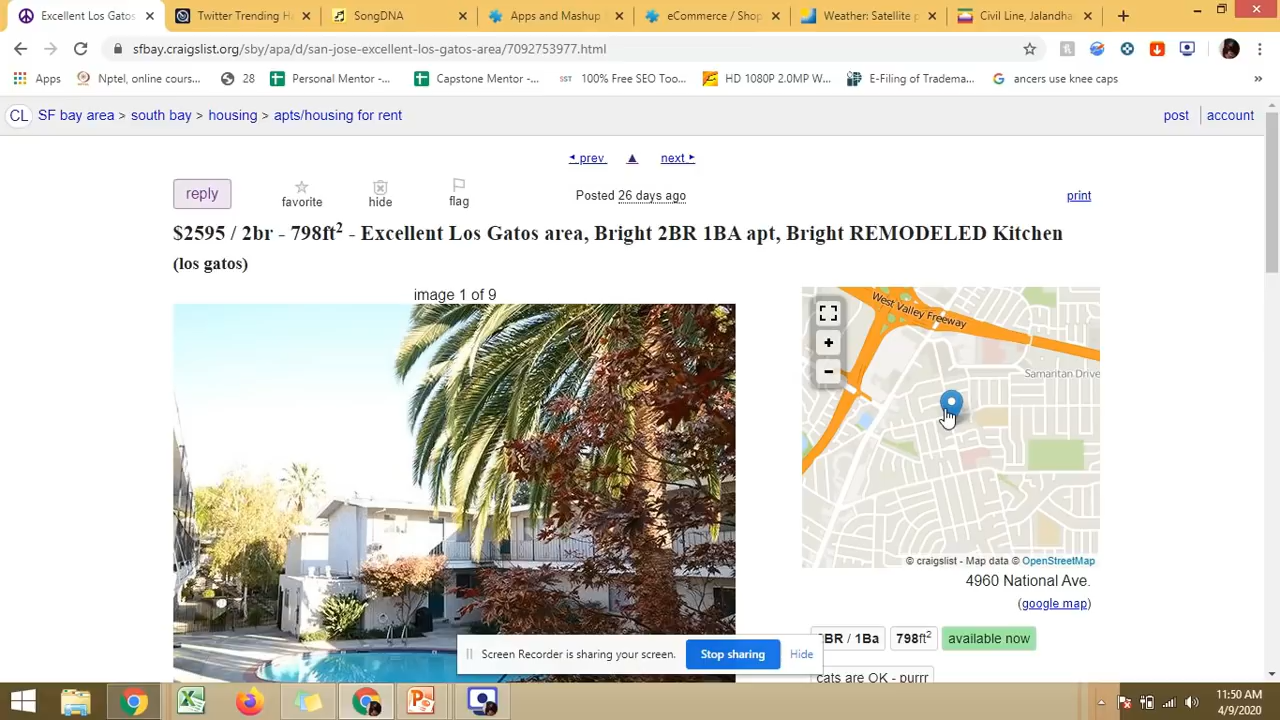 Excellent Los Gatos
Twitter Trending H
SongDNA
Apps and Mashup
eCommerce / Shop
Weather: Satellite p
Civil Line, Jalandha
sfbay.craigslist.org/sby/apa/d/san-jose-excellent-los-gatos-area/7092753977.html
Apps
Nptel, online cours...
28
Personal Mentor -...
Capstone Mentor -...
SST 100% Free SEO Too...
HD 1080P 2.0MP W...
E-Filing of Tradema...
ancers use knee caps
»
CL SF bay area > south bay > housing > apts/housing for rent
post
account
prev
next
reply
favorite
hide
flag
Posted 26 days ago
print
$2595 / 2br - 798ft² - Excellent Los Gatos area, Bright 2BR 1BA apt, Bright REMODELED Kitchen
(los gatos)
image 1 of 9
West Valley Freeway
Samaritan Drive
+
-
© craigslist - Map data © OpenStreetMap
4960 National Ave.
(google map)
BR / 1Ba
798ft²
available now
cats are OK - purrr
Screen Recorder is sharing your screen.
Stop sharing
Hide
11:50 AM
4/9/2020